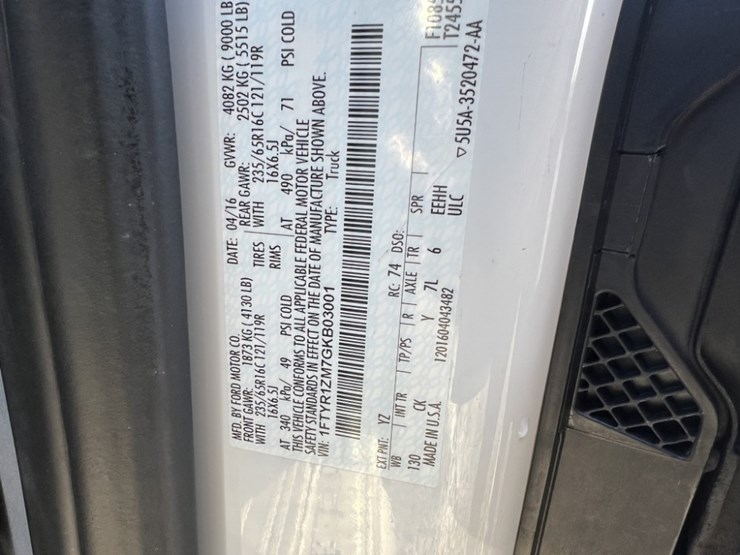 MFD. BY FORD MOTOR CO.
DATE: 04/16 GVWR: 4082 KG ( 9000 LB
FRONT GAWR: 1873 KG ( 4130 LB) REAR GAWR: 2502 KG ( 5515 LB)
WITH 235/65R16C 121/119R TIRES WITH 235/65R16C 121/119R
16X6.5J RIMS 16X6.5J
AT 340 kPa/ 49 PSI COLD AT 490 kPa/ 71 PSI COLD
THIS VEHICLE CONFORMS TO ALL APPLICABLE FEDERAL MOTOR VEHICLE
SAFETY STANDARDS IN EFFECT ON THE DATE OF MANUFACTURE SHOWN ABOVE.
VIN: 1FTYR1ZM7GKB03001 TYPE: Truck
EXT PNT: YZ RC: 74 DSO:
WB INT TR TP/PS R AXLE TR SPR
130 CK Y 7L 6 EEHH
MADE IN U.S.A. 1201604043482 ULC
F1085
T2455
▽5U5A-3520472-AA